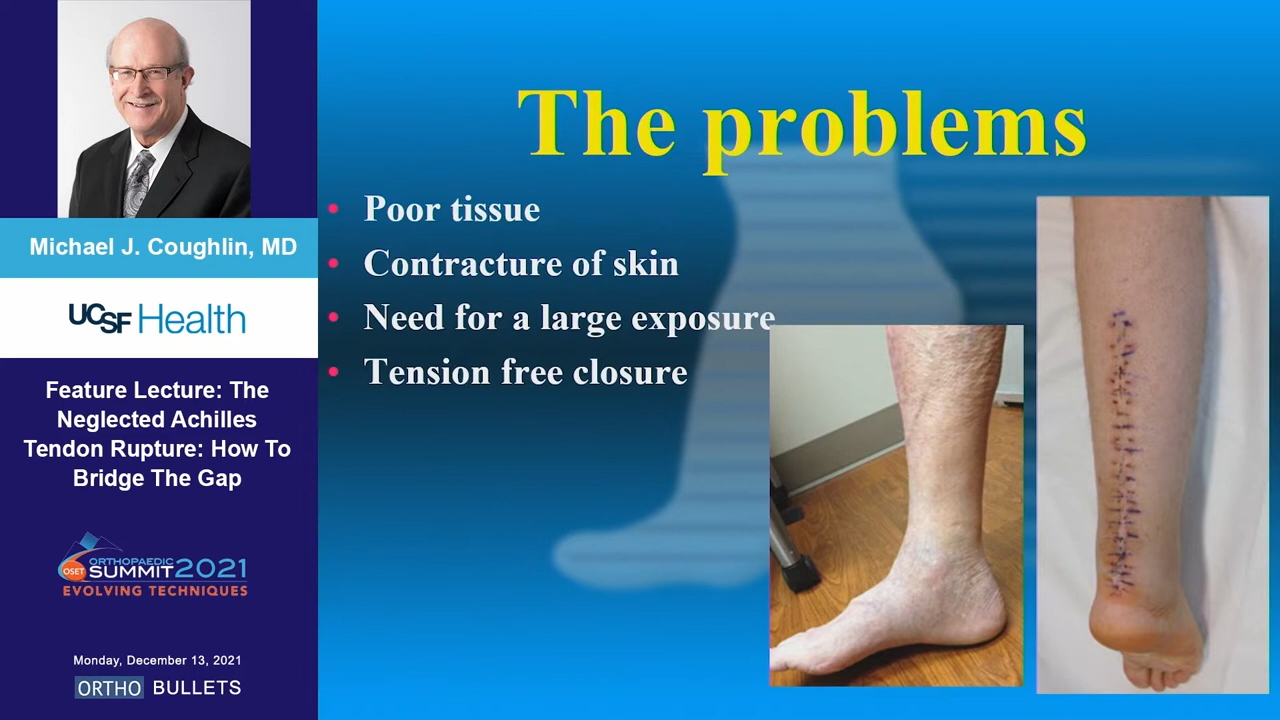 Michael J. Coughlin, MD
UCSF Health
Feature Lecture: The
Neglected Achilles
Tendon Rupture: How To
Bridge The Gap
OSET
ORTHOPAEDIC
SUMMIT 2021
EVOLVING TECHNIQUES
Monday, December 13, 2021
ORTHO BULLETS
The problems
• Poor tissue
• Contracture of skin
• Need for a large exposure
• Tension free closure